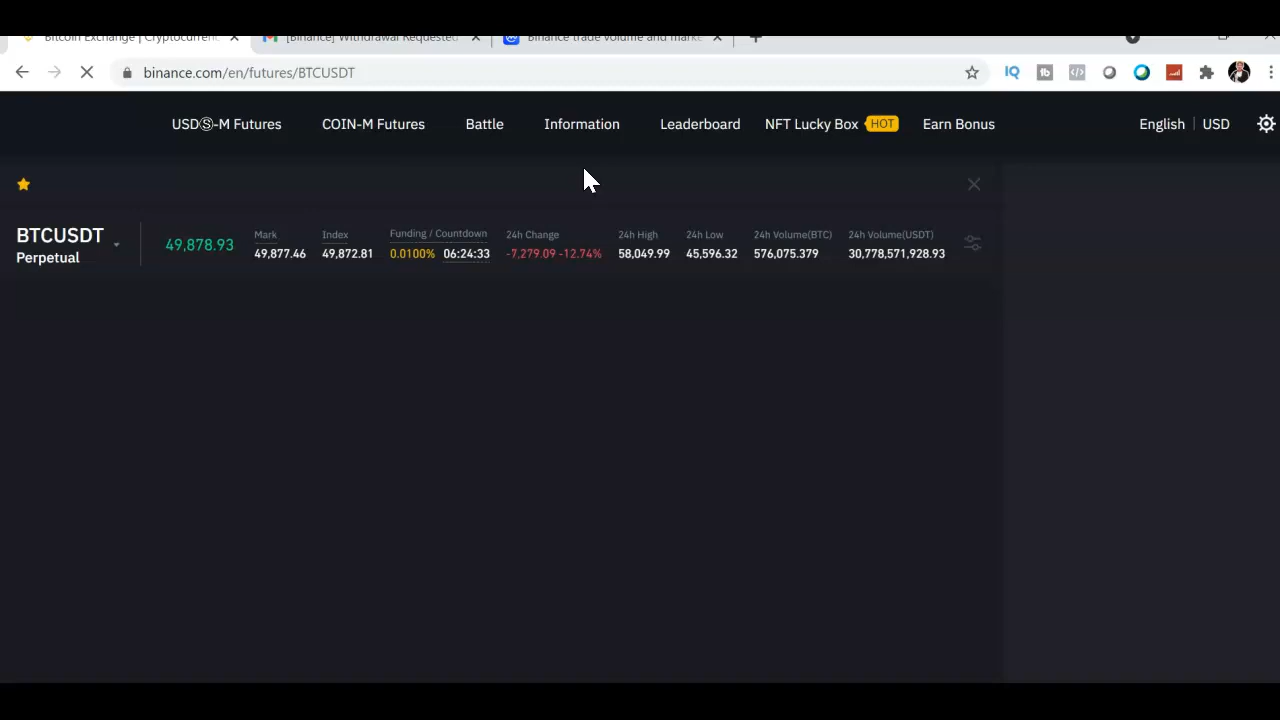 Bitcoin Exchange | Cryptocurren
[Binance] Withdrawal Requested
Binance trade volume and marke
binance.com/en/futures/BTCUSDT
USDⓈ-M Futures COIN-M Futures Battle Information Leaderboard NFT Lucky Box HOT Earn Bonus English USD
BTCUSDT
Perpetual
49,878.93
Mark
49,877.46
Index
49,872.81
Funding / Countdown
0.0100% 06:24:33
24h Change
-7,279.09 -12.74%
24h High
58,049.99
24h Low
45,596.32
24h Volume(BTC)
576,075.379
24h Volume(USDT)
30,778,571,928.93